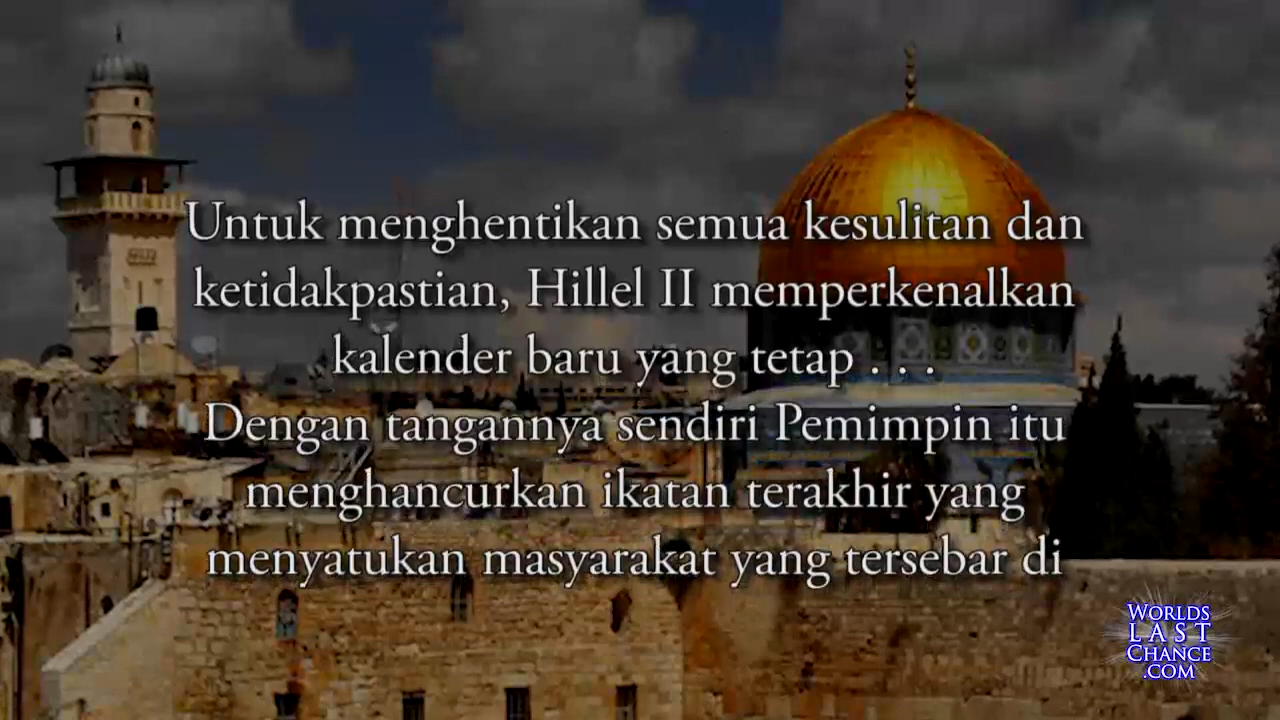 Untuk menghentikan semua kesulitan dan
ketidakpastian, Hillel II memperkenalkan
kalender baru yang tetap . . .
Dengan tangannya sendiri Pemimpin itu
menghancurkan ikatan terakhir yang
menyatukan masyarakat yang tersebar di
WORLDS
LAST
CHANCE
.COM